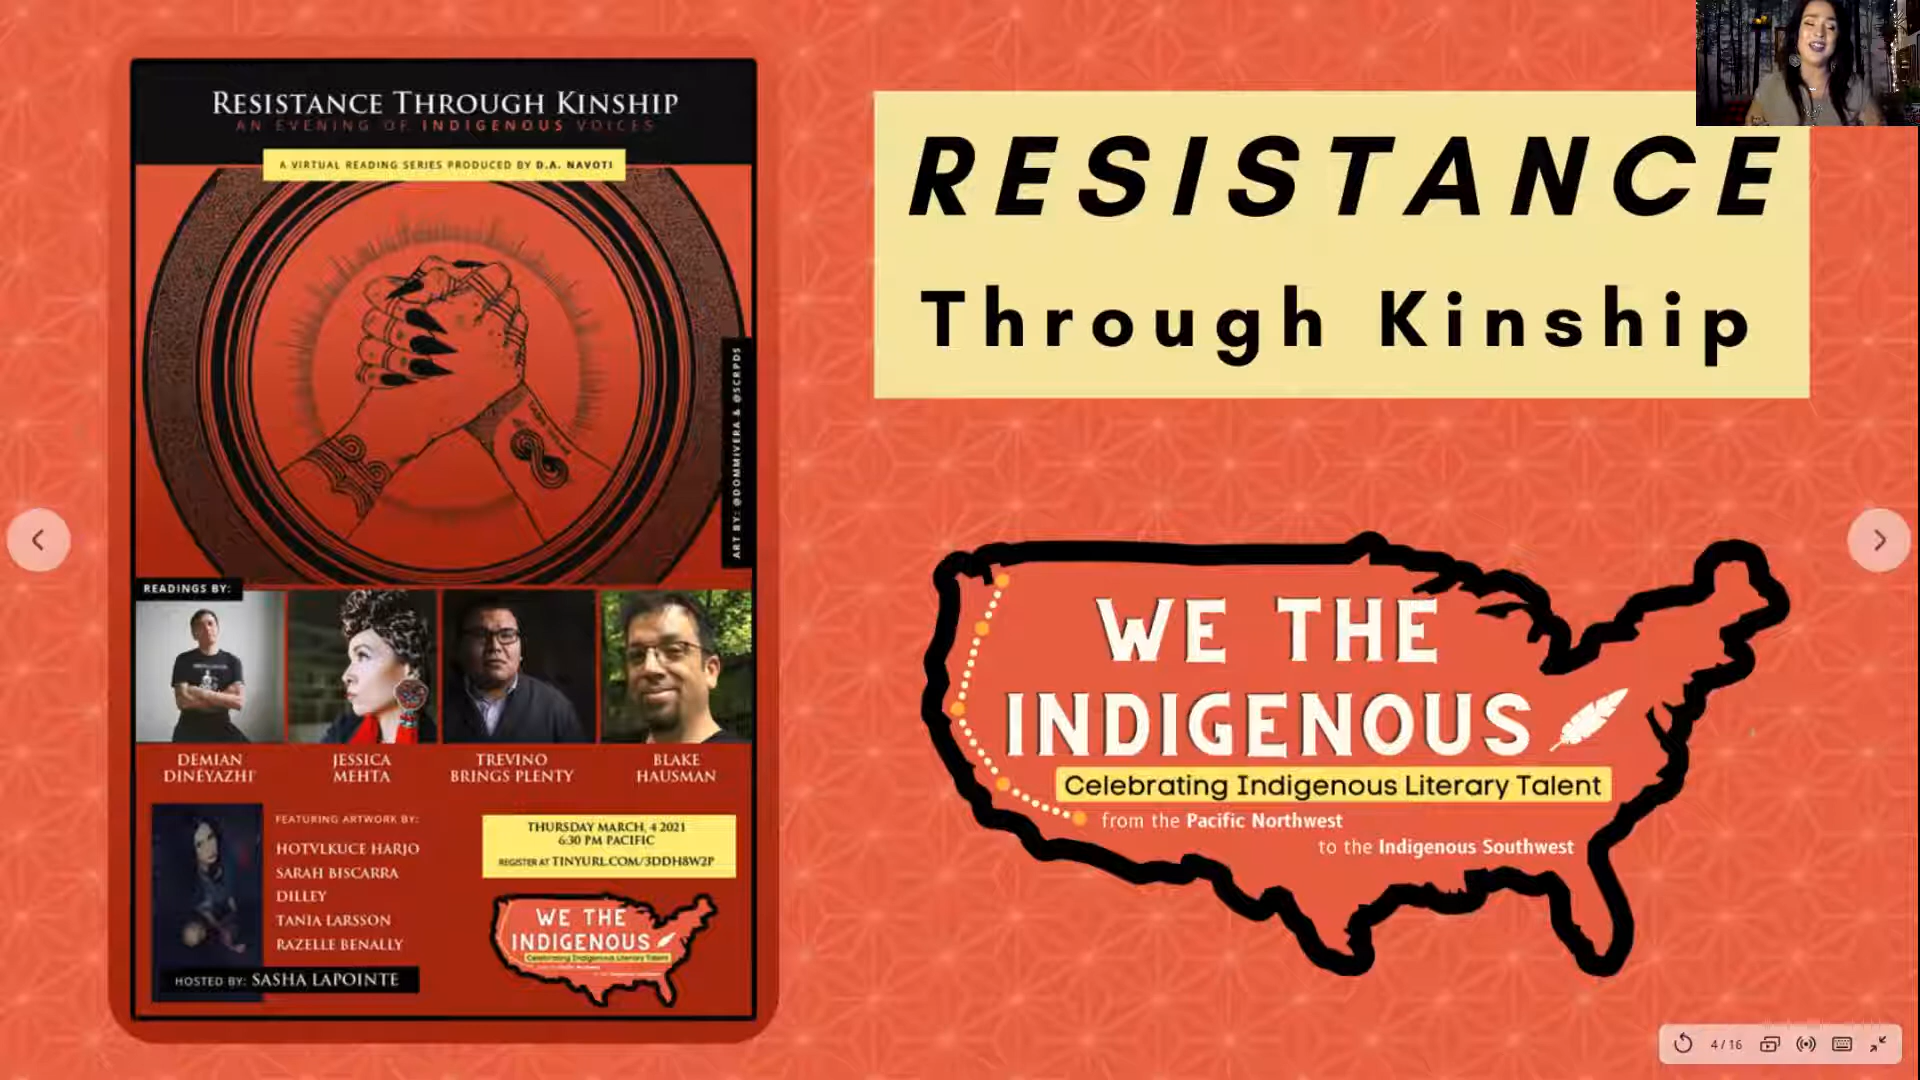 RESISTANCE THROUGH KINSHIP
AN EVENING OF INDIGENOUS VOICES
A VIRTUAL READING SERIES PRODUCED BY D.A. NAVOTI
ART BY: @DOMMIVERA & @SCRPDS
READINGS BY:
DEMIAN
DINÉYAZHI'
JESSICA
MEHTA
TREVINO
BRINGS PLENTY
BLAKE
HAUSMAN
FEATURING ARTWORK BY:
HOTVLKUCE HARJO
SARAH BISCARRA
DILLEY
TANIA LARSSON
RAZELLE BENALLY
HOSTED BY: SASHA LAPOINTE
THURSDAY MARCH, 4 2021
6:30 PM PACIFIC
REGISTER AT TINYURL.COM/3DDH8W2P
WE THE
INDIGENOUS
Celebrating Indigenous Literary Talent
RESISTANCE
Through Kinship
WE THE
INDIGENOUS
Celebrating Indigenous Literary Talent
from the Pacific Northwest
to the Indigenous Southwest
4 / 16